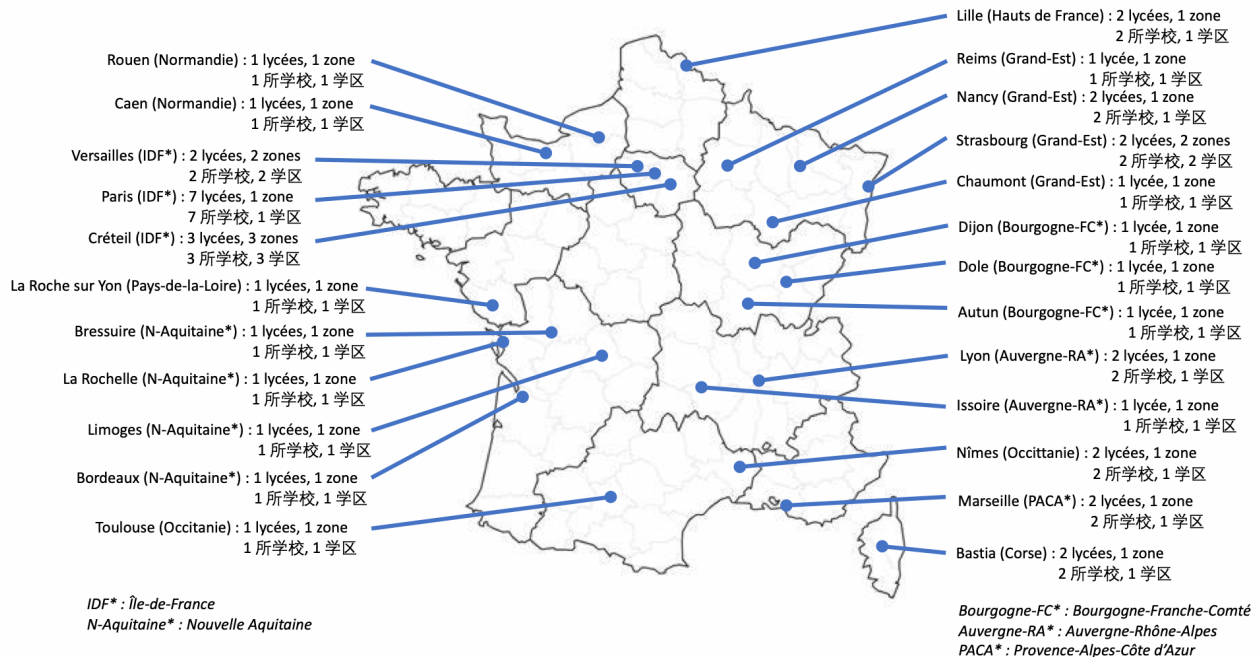 Rouen (Normandie) : 1 lycées, 1 zone
1 所学校, 1 学区
Caen (Normandie) : 1 lycées, 1 zone
1 所学校, 1 学区
Versailles (IDF*) : 2 lycées, 2 zones
2 所学校, 2 学区
Paris (IDF*) : 7 lycées, 1 zone
7 所学校, 1 学区
Créteil (IDF*) : 3 lycées, 3 zones
3 所学校, 3 学区
La Roche sur Yon (Pays-de-la-Loire) : 1 lycées, 1 zone
1 所学校, 1 学区
Bressuire (N-Aquitaine*) : 1 lycées, 1 zone
1 所学校, 1 学区
La Rochelle (N-Aquitaine*) : 1 lycées, 1 zone
1 所学校, 1 学区
Limoges (N-Aquitaine*) : 1 lycées, 1 zone
1 所学校, 1 学区
Bordeaux (N-Aquitaine*) : 1 lycées, 1 zone
1 所学校, 1 学区
Toulouse (Occitanie) : 1 lycées, 1 zone
1 所学校, 1 学区
IDF* : Île-de-France
N-Aquitaine* : Nouvelle Aquitaine
Lille (Hauts de France) : 2 lycées, 1 zone
2 所学校, 1 学区
Reims (Grand-Est) : 1 lycée, 1 zone
1 所学校, 1 学区
Nancy (Grand-Est) : 2 lycées, 1 zone
2 所学校, 1 学区
Strasbourg (Grand-Est) : 2 lycées, 2 zones
2 所学校, 2 学区
Chaumont (Grand-Est) : 1 lycée, 1 zone
1 所学校, 1 学区
Dijon (Bourgogne-FC*) : 1 lycée, 1 zone
1 所学校, 1 学区
Dole (Bourgogne-FC*) : 1 lycée, 1 zone
1 所学校, 1 学区
Autun (Bourgogne-FC*) : 1 lycée, 1 zone
1 所学校, 1 学区
Lyon (Auvergne-RA*) : 2 lycées, 1 zone
2 所学校, 1 学区
Issoire (Auvergne-RA*) : 1 lycée, 1 zone
1 所学校, 1 学区
Nîmes (Occittanie) : 2 lycées, 1 zone
2 所学校, 1 学区
Marseille (PACA*) : 2 lycées, 1 zone
2 所学校, 1 学区
Bastia (Corse) : 2 lycées, 1 zone
2 所学校, 1 学区
Bourgogne-FC* : Bourgogne-Franche-Comté
Auvergne-RA* : Auvergne-Rhône-Alpes
PACA* : Provence-Alpes-Côte d'Azur